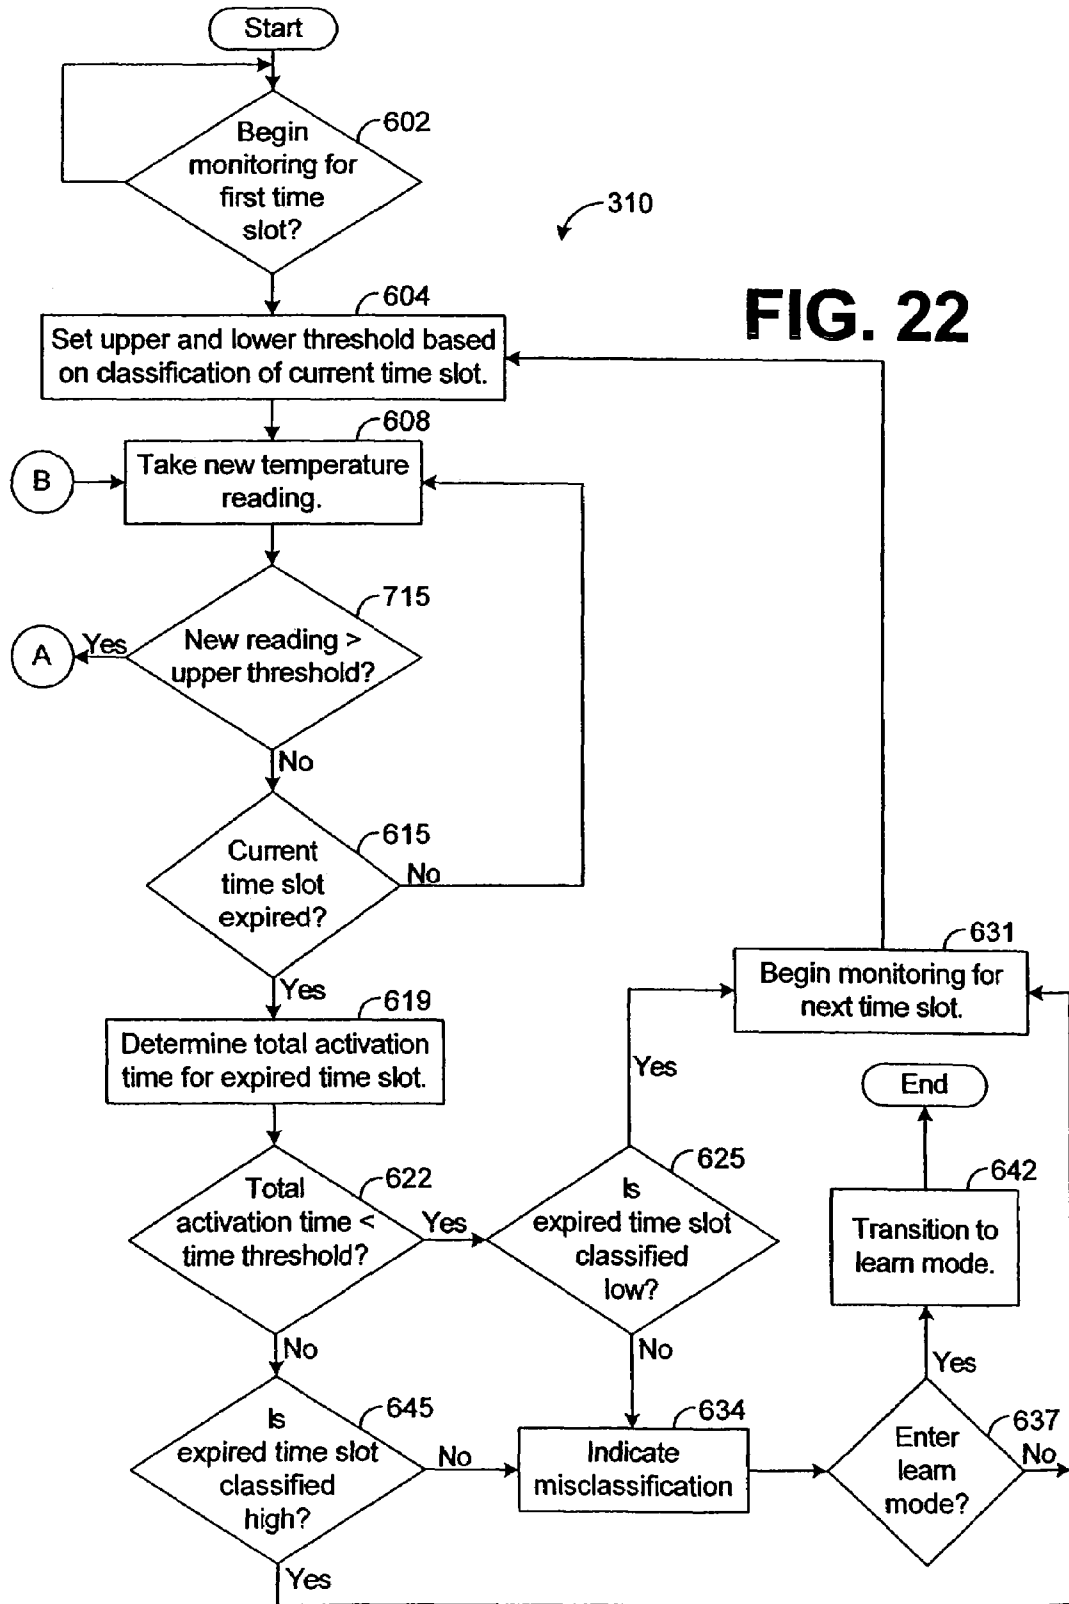 Start
602
Begin
monitoring for
first time
slot?
310
604
FIG. 22
Set upper and lower threshold based
on classification of current time slot.
608
B
Take new temperature
reading.
715
A
Yes
New reading >
upper threshold?
No
615
Current
time slot
expired?
No
Yes
631
Begin monitoring for
next time slot.
619
Determine total activation
time for expired time slot.
Yes
End
622
Total
activation time <
time threshold?
Yes
625
Is
expired time slot
classified
low?
642
Transition to
learn mode.
No
No
Yes
645
Is
expired time slot
classified
high?
No
634
Indicate
misclassification
637
Enter
learn
mode?
No
Yes